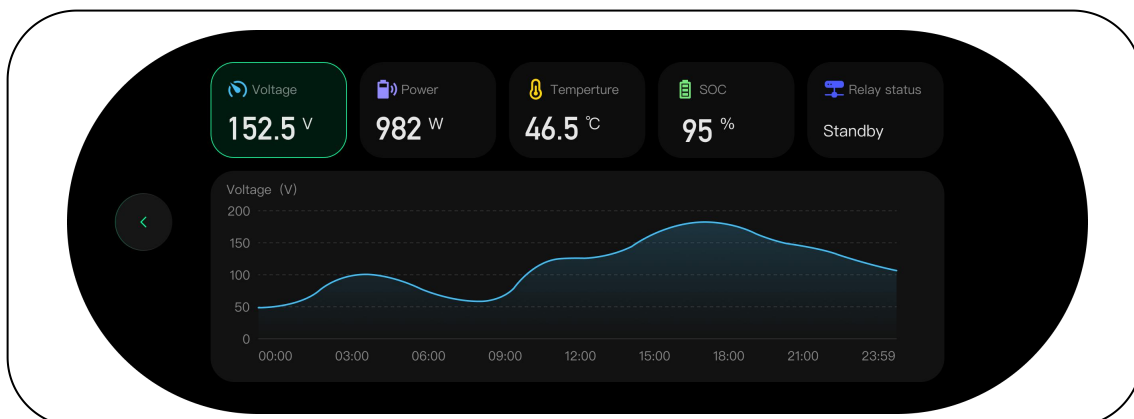 Voltage
152.5 V
Power
982 W
Temperture
46.5 ℃
SOC
95 %
Relay status
Standby
Voltage (V)
200
150
100
50
0
00:00 03:00 06:00 09:00 12:00 15:00 18:00 21:00 23:59